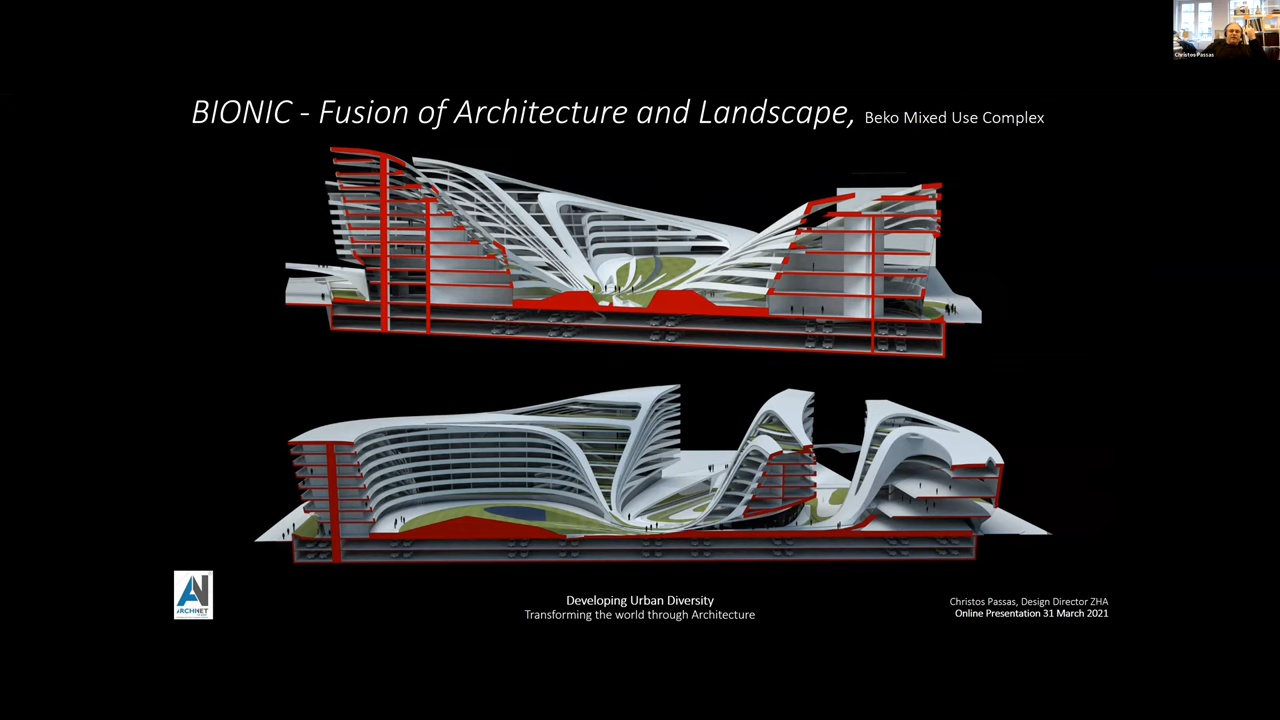 Christos Passas
BIONIC - Fusion of Architecture and Landscape, Beko Mixed Use Complex
ARCHNET
Developing Urban Diversity
Transforming the world through Architecture
Christos Passas, Design Director ZHA
Online Presentation 31 March 2021